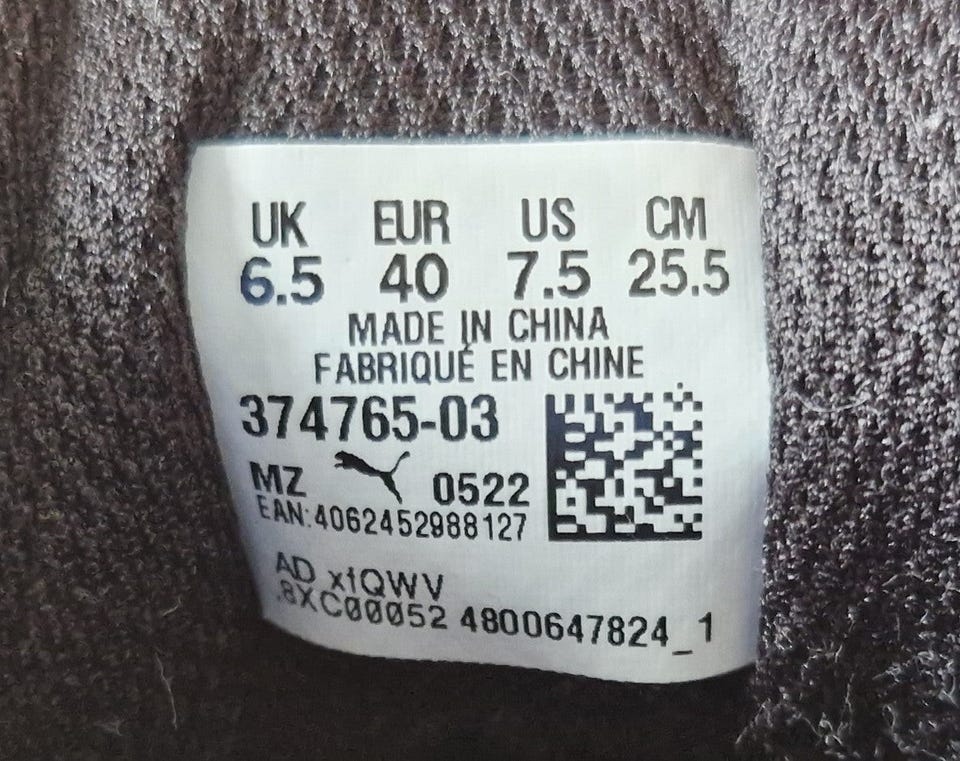 UK EUR US CM
6.5 40 7.5 25.5
MADE IN CHINA
FABRIQUÉ EN CHINE
374765-03
MZ 0522
EAN:4062452988127
AD xfQWV
.8XC00052 4800647824_1